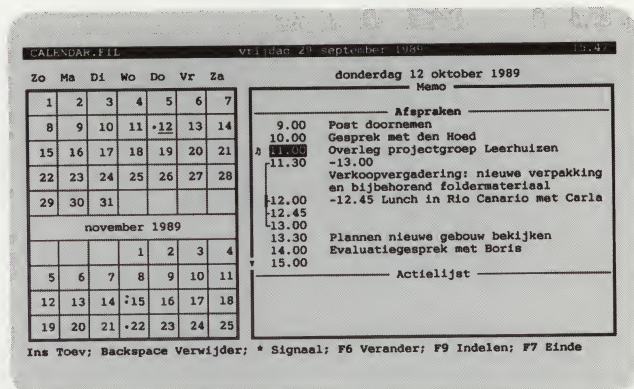 CALENDAR.FIL vrijdag 29 september 1989 15.47
Zo Ma Di Wo Do Vr Za
1 2 3 4 5 6 7
8 9 10 11 •12 13 14
15 16 17 18 19 20 21
22 23 24 25 26 27 28
29 30 31
november 1989
1 2 3 4
5 6 7 8 9 10 11
12 13 14 15 16 17 18
19 20 21 •22 23 24 25
donderdag 12 oktober 1989
Memo
Afspraken
9.00 Post doornemen
10.00 Gesprek met den Hoed
11.00 Overleg projectgroep Leerhuizen
11.30 -13.00
Verkoopvergadering: nieuwe verpakking
en bijbehorend foldermateriaal
12.00 -12.45 Lunch in Rio Canario met Carla
12.45
13.00
13.30 Plannen nieuwe gebouw bekijken
14.00 Evaluatiegesprek met Boris
15.00
Actielijst
Ins Toev; Backspace Verwijder; * Signaal; F6 Verander; F9 Indelen; F7 Einde